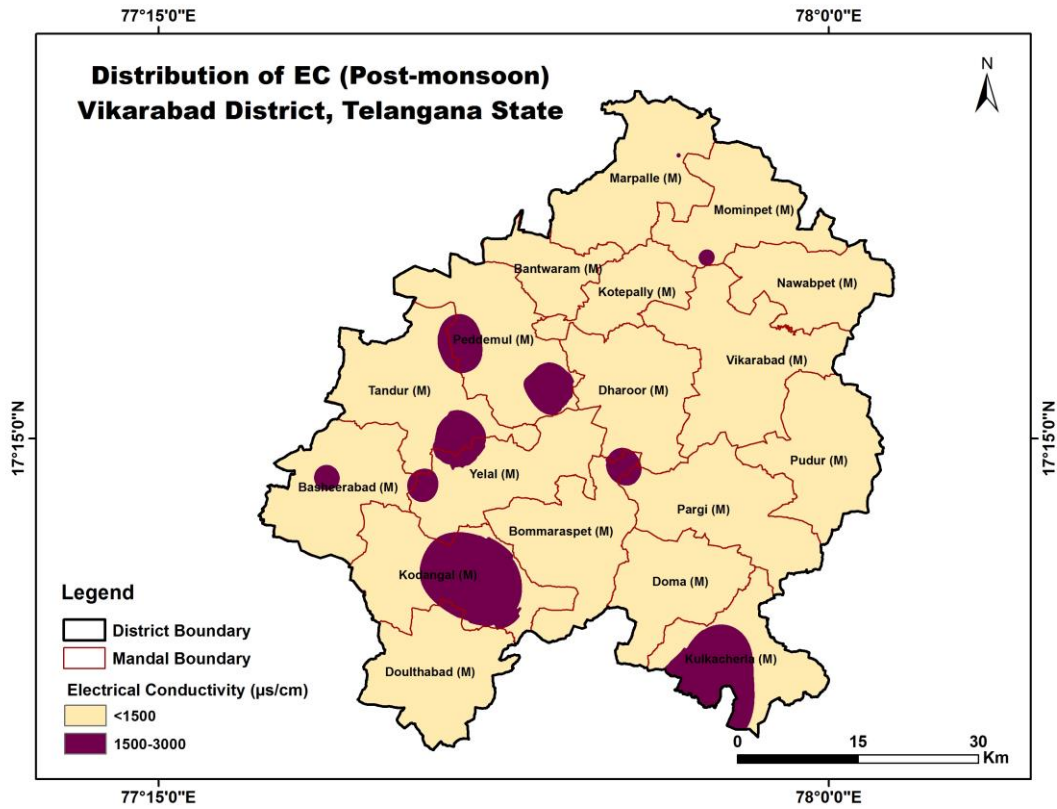 77°15'0"E
78°0'0"E
Distribution of EC (Post-monsoon)
Vikarabad District, Telangana State
N
Marpalle (M)
Mominpet (M)
Bantwaram (M)
Kotepally (M)
Nawabpet (M)
Peddemul (M)
Vikarabad (M)
Tandur (M)
Dharoor (M)
17°15'0"N
17°15'0"N
Pudur (M)
Yelal (M)
Basheerabad (M)
Pargi (M)
Bommaraspet (M)
Kodangal (M)
Doma (M)
Kulkacherla (M)
Doulthabad (M)
Legend
District Boundary
Mandal Boundary
Electrical Conductivity (µs/cm)
<1500
1500-3000
0
15
30
Km
77°15'0"E
78°0'0"E